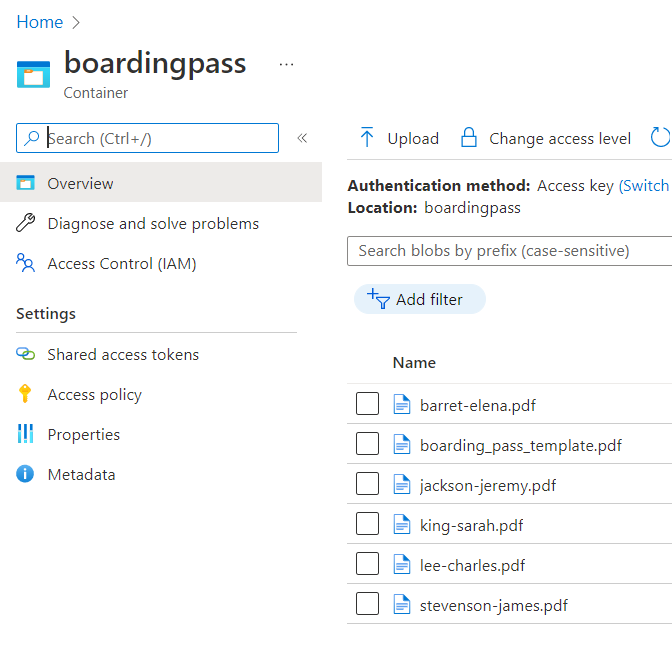 Home
boardingpass ...
Container
Search (Ctrl+/)
Overview
Diagnose and solve problems
Access Control (IAM)
Settings
Shared access tokens
Access policy
Properties
Metadata
Upload Change access level
Authentication method: Access key (Switch
Location: boardingpass
Search blobs by prefix (case-sensitive)
Add filter
Name
barret-elena.pdf
boarding_pass_template.pdf
jackson-jeremy.pdf
king-sarah.pdf
lee-charles.pdf
stevenson-james.pdf